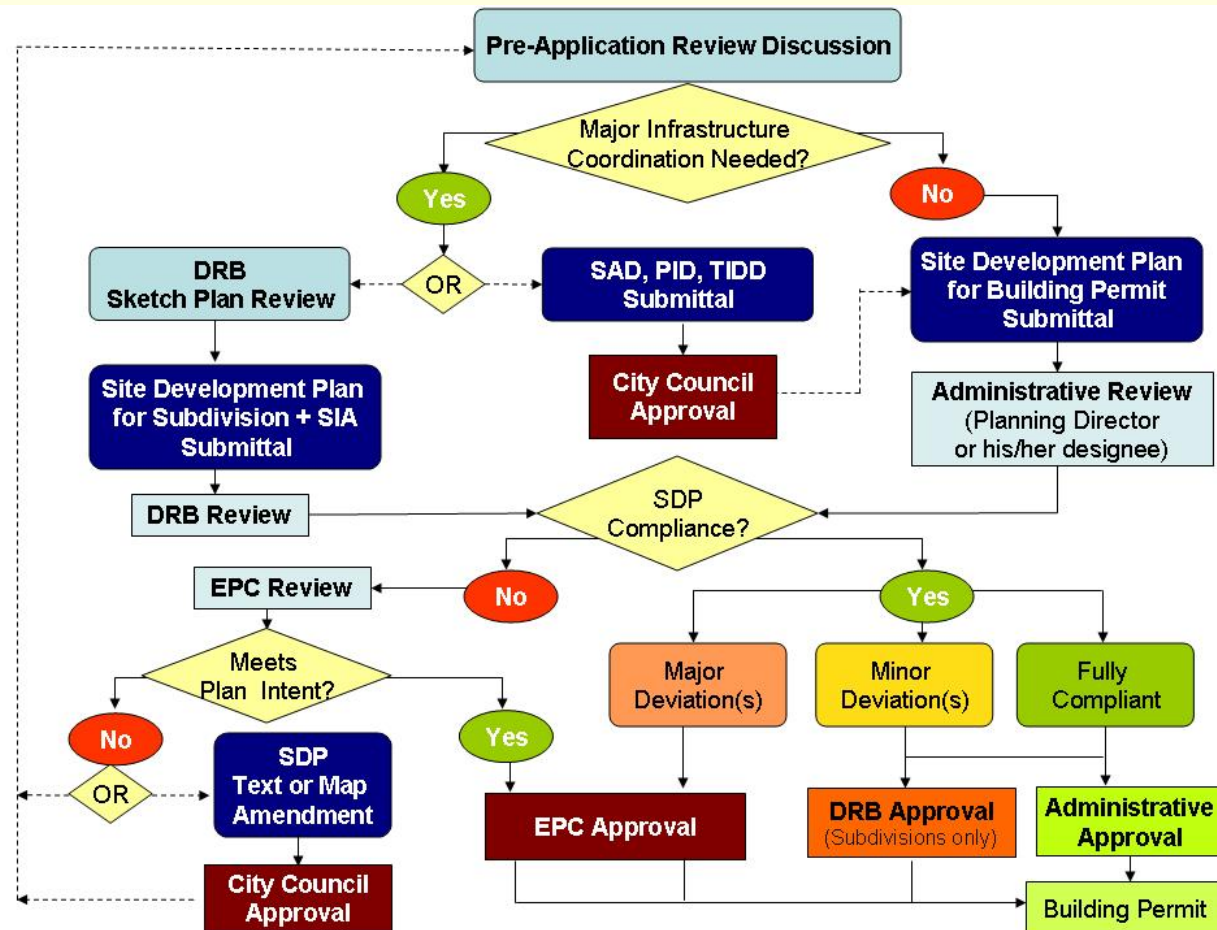 Pre-Application Review Discussion
Major Infrastructure
Coordination Needed?
Yes
No
DRB
Sketch Plan Review
OR
SAD, PID, TIDD
Submittal
Site Development Plan
for Building Permit
Submittal
City Council
Approval
Site Development Plan
for Subdivision + SIA
Submittal
Administrative Review
(Planning Director
or his/her designee)
DRB Review
SDP
Compliance?
EPC Review
No
Yes
Meets
Plan Intent?
Major
Deviation(s)
Minor
Deviation(s)
Fully
Compliant
No
Yes
OR
SDP
Text or Map
Amendment
EPC Approval
DRB Approval
(Subdivisions only)
Administrative
Approval
City Council
Approval
Building Permit